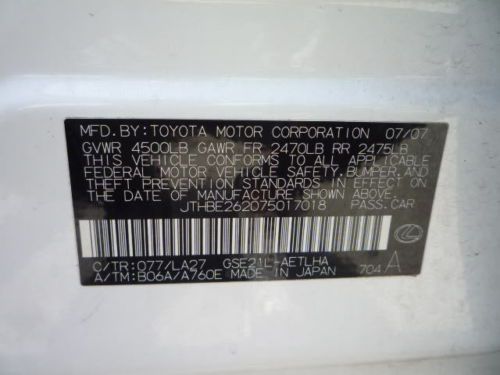 MFD.BY:TOYOTA MOTOR CORPORATION 07/07
GVWR 4500LB GAWR FR 2470LB RR 2475LB
THIS VEHICLE CONFORMS TO ALL APPLICABLE
FEDERAL MOTOR VEHICLE SAFETY, BUMPER, AND
THEFT PREVENTION STANDARDS IN EFFECT ON
THE DATE OF MANUFACTURE SHOWN ABOVE.
JTHBE262075017018 PASS.CAR
C/TR:077/LA27 GSE21L-AETLHA
A/TM:B06A/A760E MADE IN JAPAN 704 A